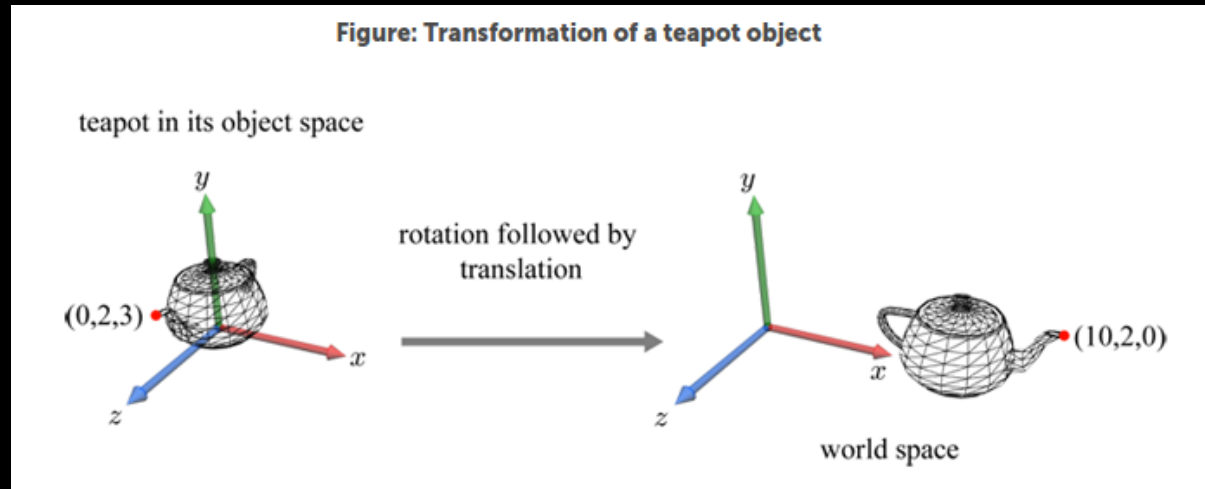 Figure: Transformation of a teapot object
teapot in its object space
y
(0,2,3)
x
z
rotation followed by
translation
y
(10,2,0)
x
z
world space